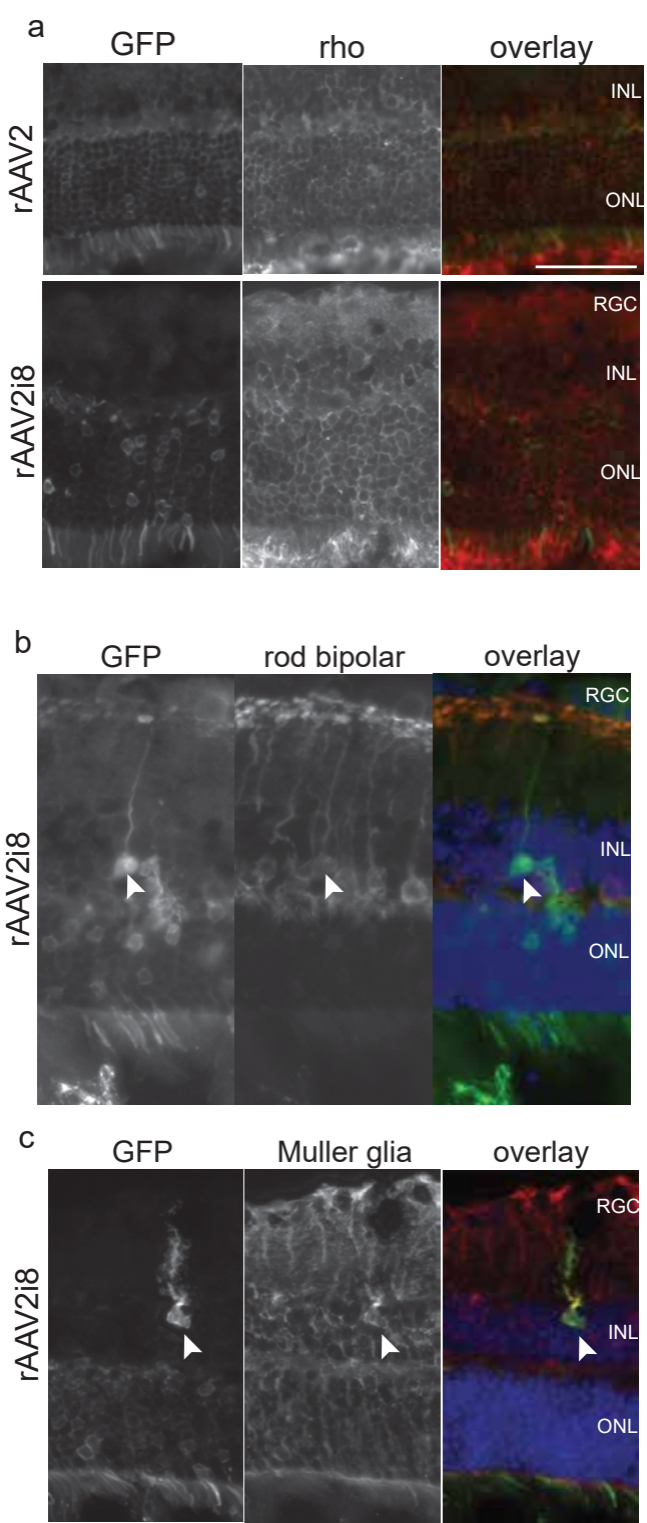 a
GFP rho overlay
rAAV2
INL
ONL
rAAV2i8
RGC
INL
ONL
b
GFP rod bipolar overlay
rAAV2i8
RGC
INL
ONL
c
GFP Muller glia overlay
rAAV2i8
RGC
INL
ONL